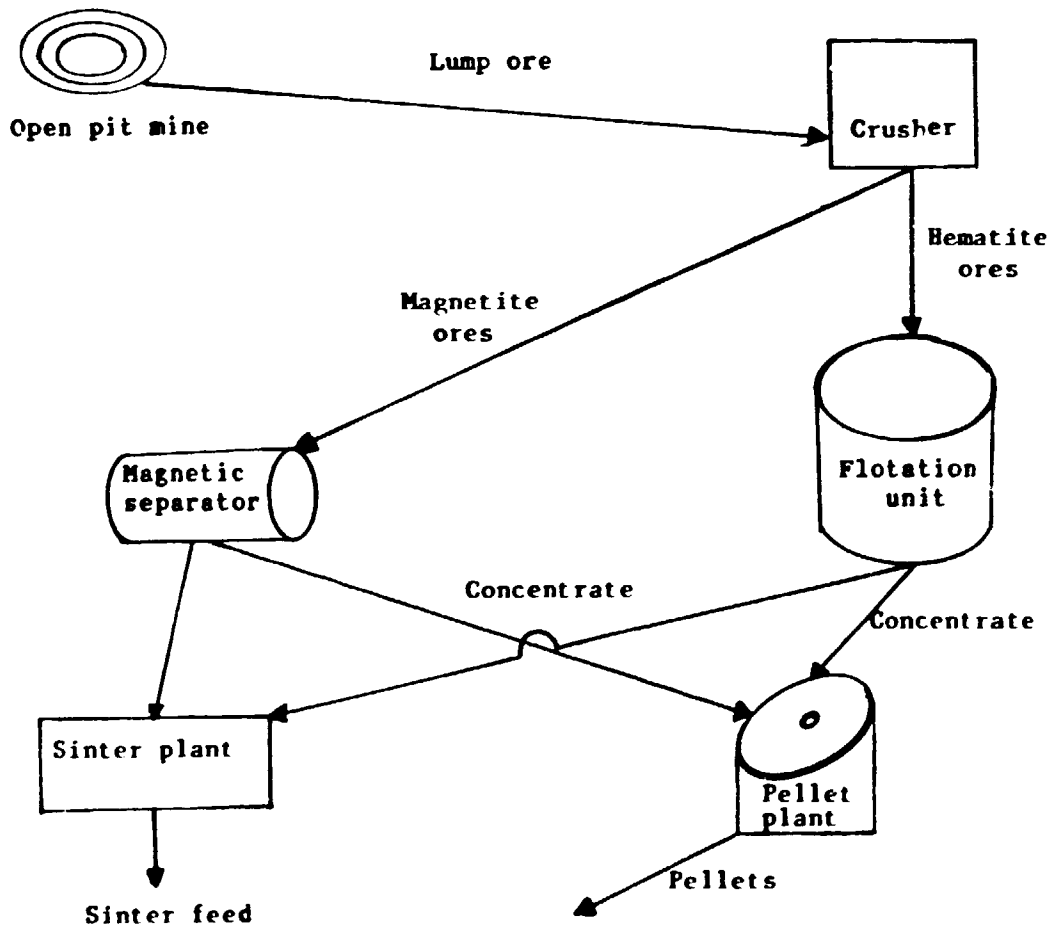 Lump ore
Open pit mine
Crusher
Hematite
ores
Magnetite
ores
Magnetic
separator
Flotation
unit
Concentrate
Concentrate
Sinter plant
Pellet
plant
Pellets
Sinter feed